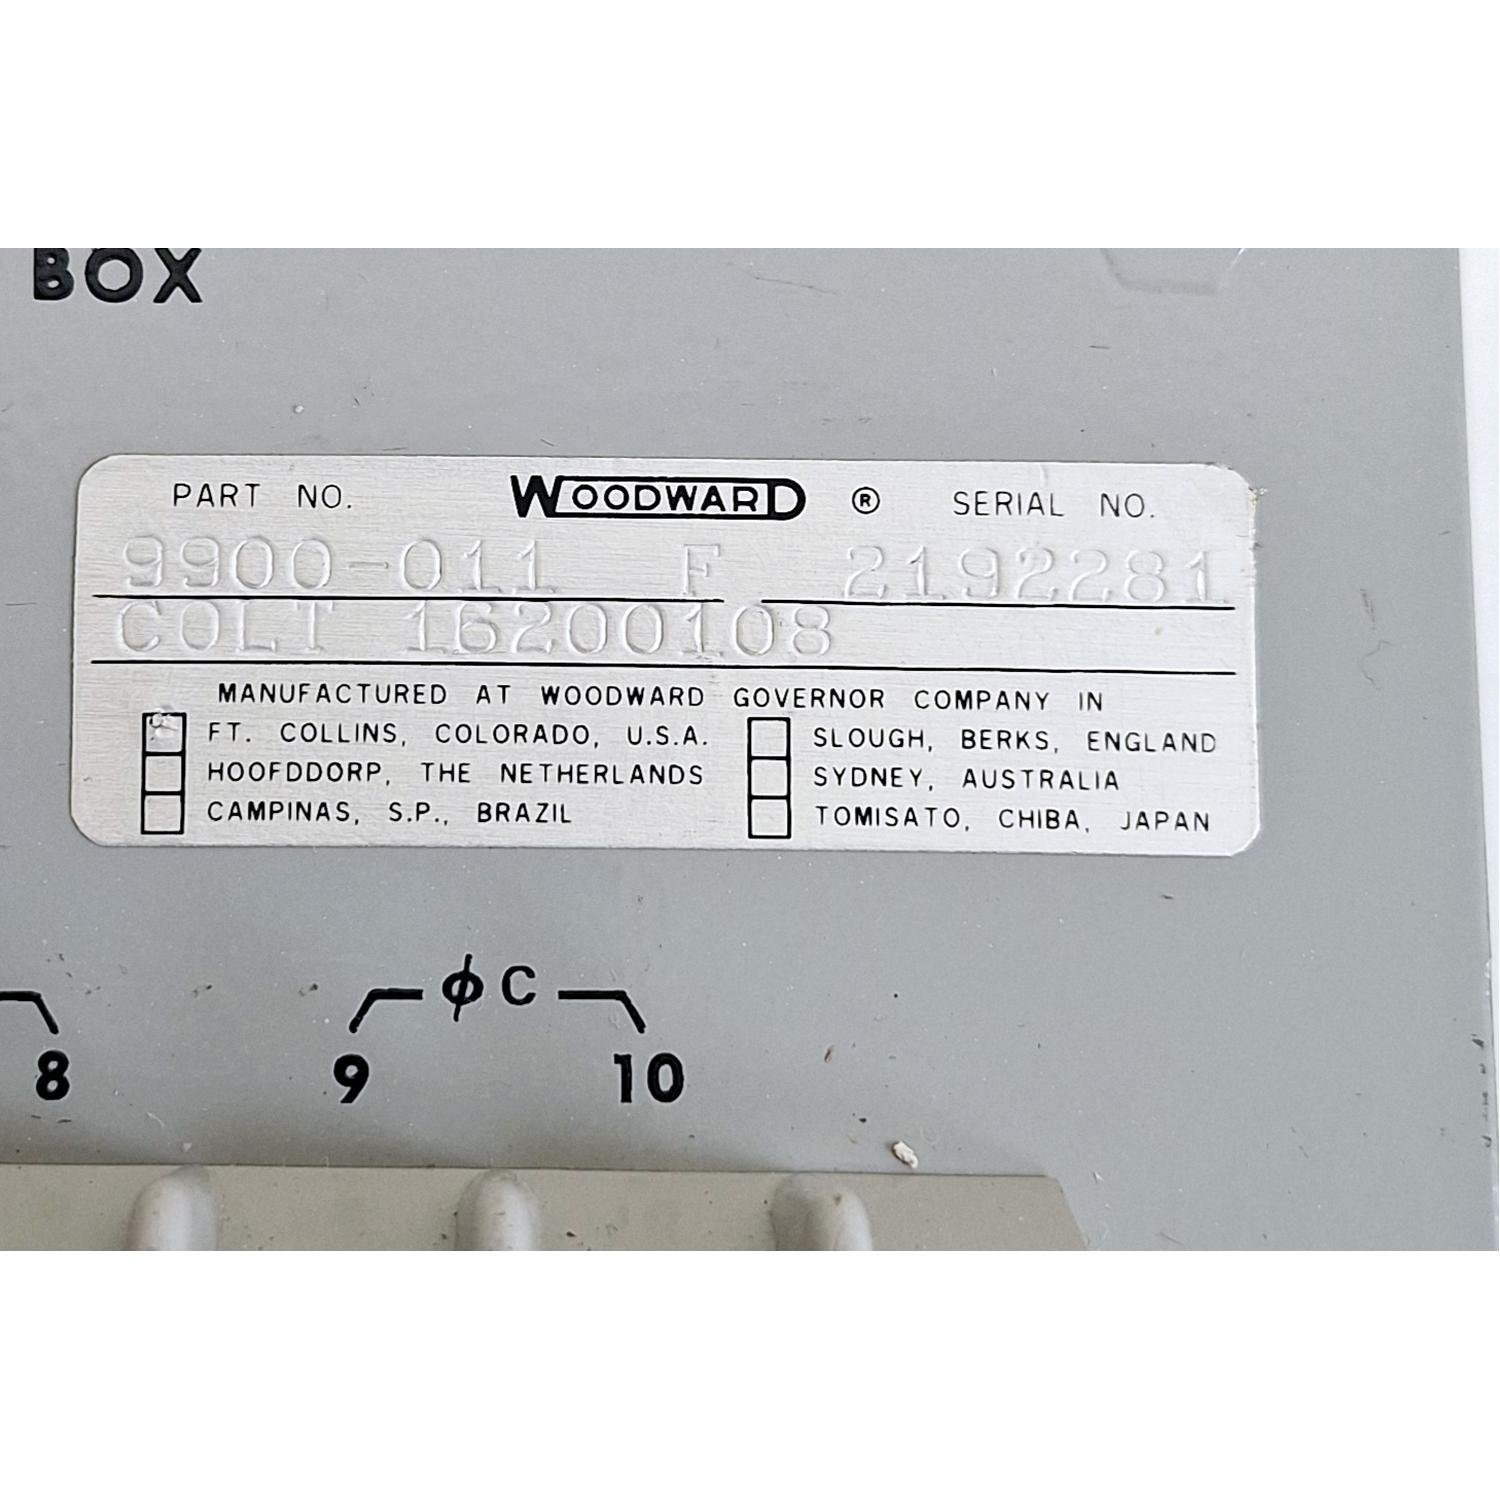 BOX
PART NO. WOODWARD ® SERIAL NO.
9900-011 F 2192281
COLT 16200108
MANUFACTURED AT WOODWARD GOVERNOR COMPANY IN
FT. COLLINS, COLORADO, U.S.A. SLOUGH, BERKS, ENGLAND
HOOFDDORP, THE NETHERLANDS SYDNEY, AUSTRALIA
CAMPINAS, S.P., BRAZIL TOMISATO, CHIBA, JAPAN
ϕC
8 9 10